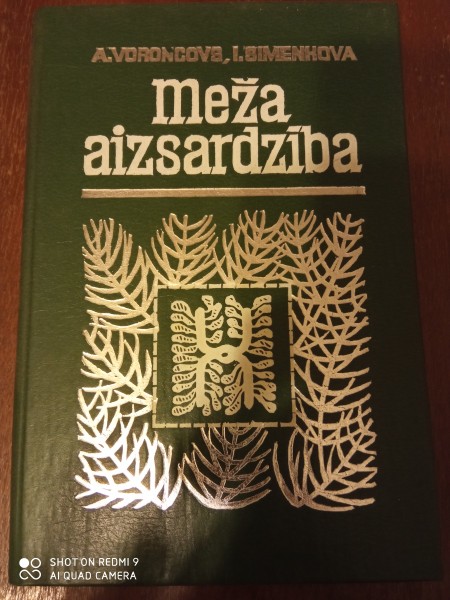 A.VORONCOVS, I.SIMENHOVA
Meža
aizsardzība
SHOT ON REDMI 9
AI QUAD CAMERA